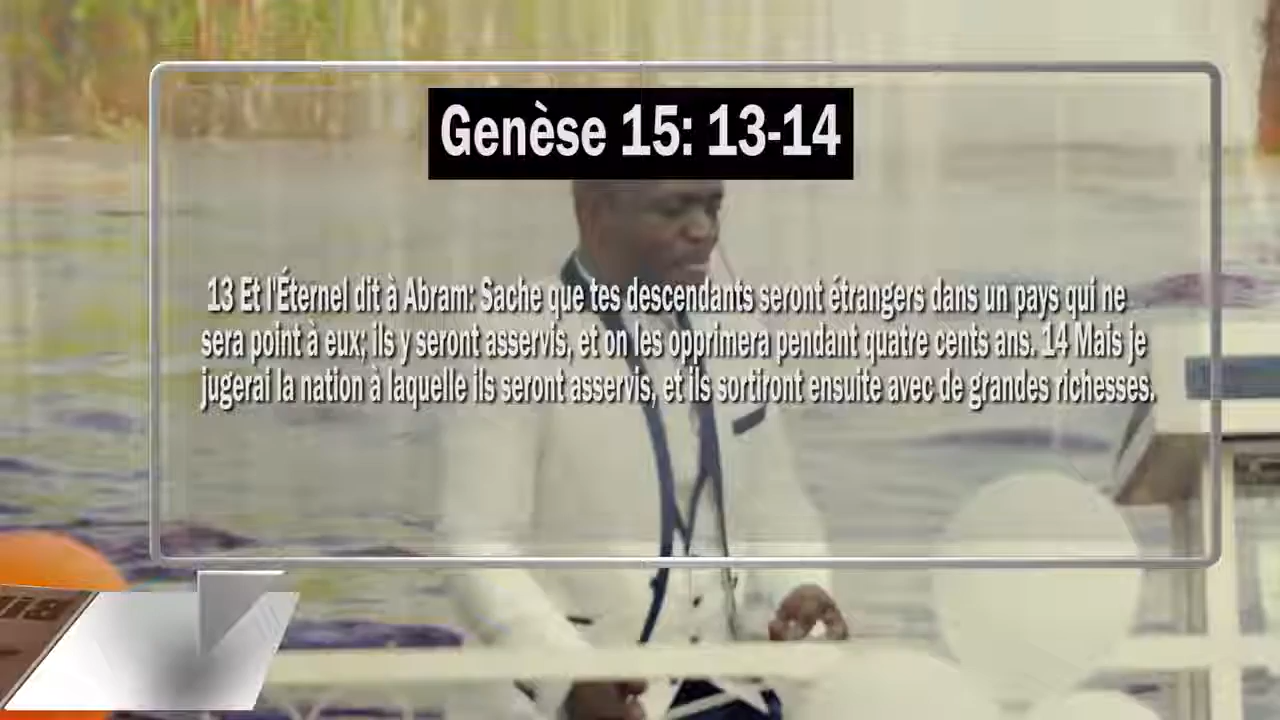 Genèse 15: 13-14
13 Et l'Éternel dit à Abram: Sache que tes descendants seront étrangers dans un pays qui ne
sera point à eux; ils y seront asservis, et on les opprimera pendant quatre cents ans. 14 Mais je
jugerai la nation à laquelle ils seront asservis, et ils sortiront ensuite avec de grandes richesses.